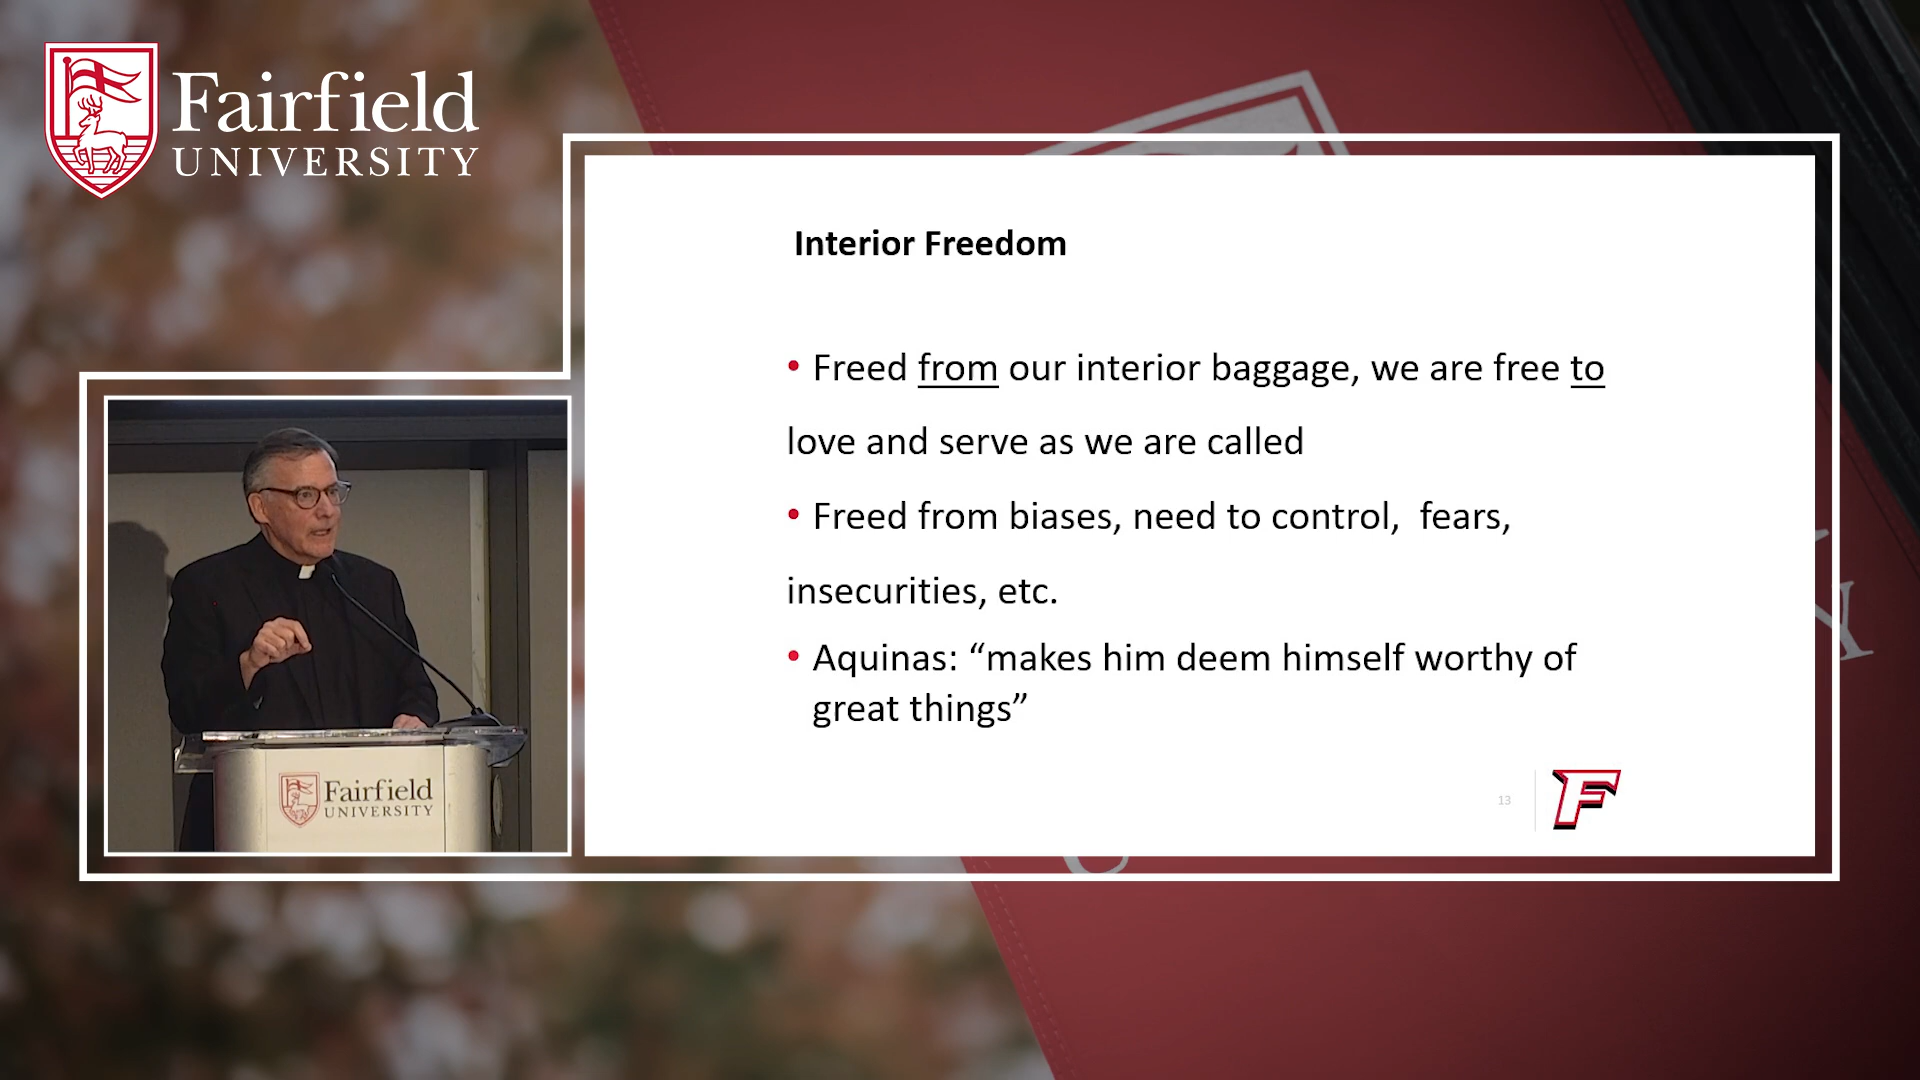 Fairfield
UNIVERSITY
Interior Freedom
• Freed from our interior baggage, we are free to
love and serve as we are called
• Freed from biases, need to control,  fears,
insecurities, etc.
• Aquinas: “makes him deem himself worthy of
great things”
13
F
Fairfield
UNIVERSITY